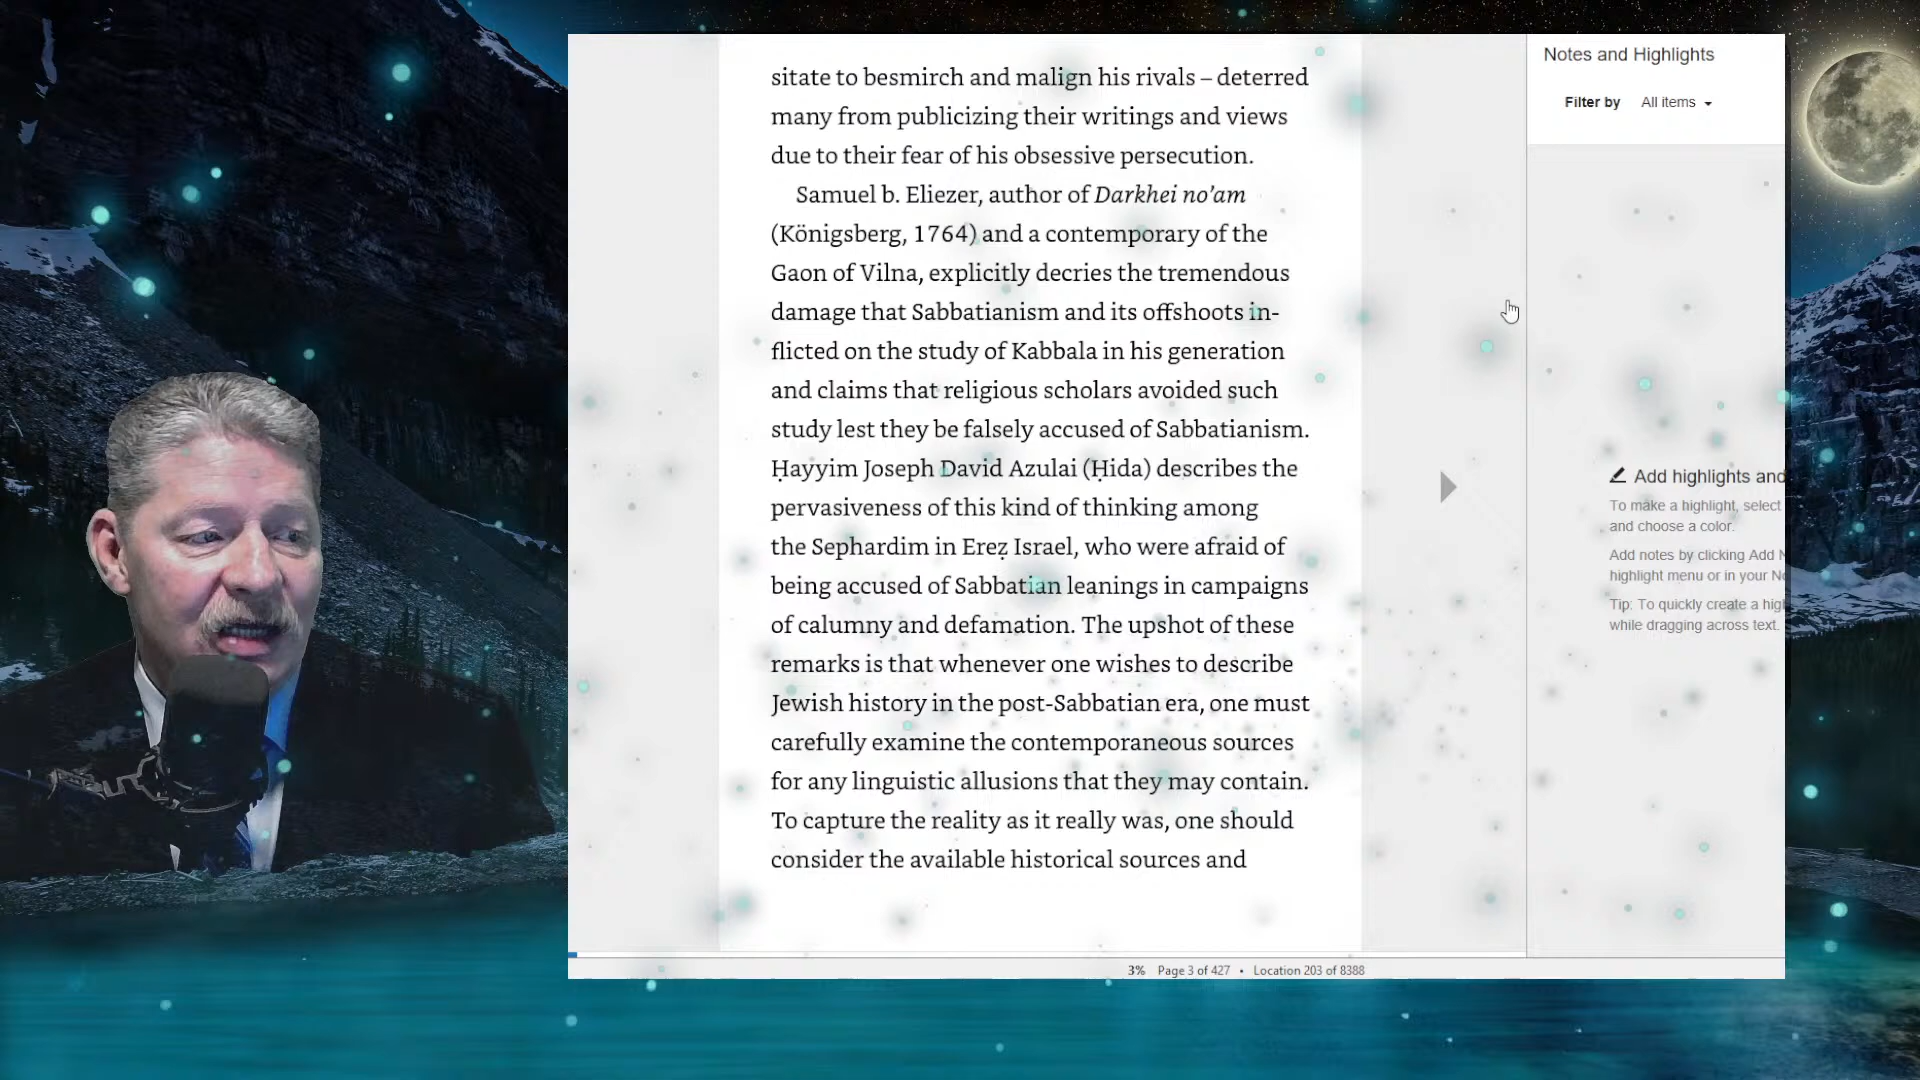 sitate to besmirch and malign his rivals – deterred
many from publicizing their writings and views
due to their fear of his obsessive persecution.
Samuel b. Eliezer, author of Darkhei no’am
(Königsberg, 1764) and a contemporary of the
Gaon of Vilna, explicitly decries the tremendous
damage that Sabbatianism and its offshoots in-
flicted on the study of Kabbala in his generation
and claims that religious scholars avoided such
study lest they be falsely accused of Sabbatianism.
Ḥayyim Joseph David Azulai (Ḥida) describes the
pervasiveness of this kind of thinking among
the Sephardim in Ereẓ Israel, who were afraid of
being accused of Sabbatian leanings in campaigns
of calumny and defamation. The upshot of these
remarks is that whenever one wishes to describe
Jewish history in the post-Sabbatian era, one must
carefully examine the contemporaneous sources
for any linguistic allusions that they may contain.
To capture the reality as it really was, one should
consider the available historical sources and
3% Page 3 of 427 • Location 203 of 8388
Notes and Highlights
Filter by All items
Add highlights and
To make a highlight, select
and choose a color.
Add notes by clicking Add N
highlight menu or in your No
Tip: To quickly create a high
while dragging across text.